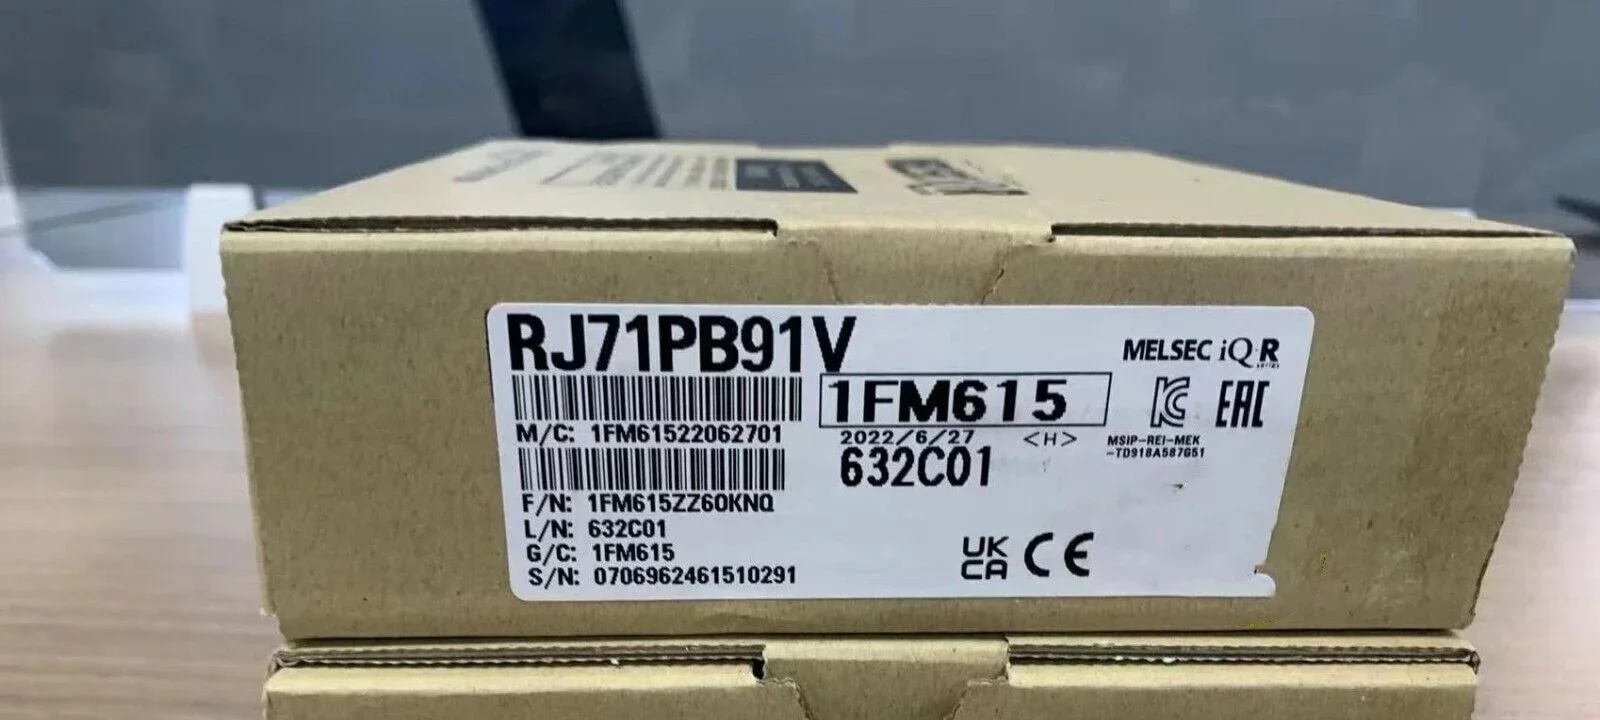 RJ71PB91V
MELSEC iQ-R
1FM615
M/C: 1FM61522062701
2022/6/27 <H>
MSIP-REI-MEK
-TD918A587G51
632C01
F/N: 1FM615ZZ60KNQ
L/N: 632C01
G/C: 1FM615
S/N: 0706962461510291
UK
CA CE
EAC